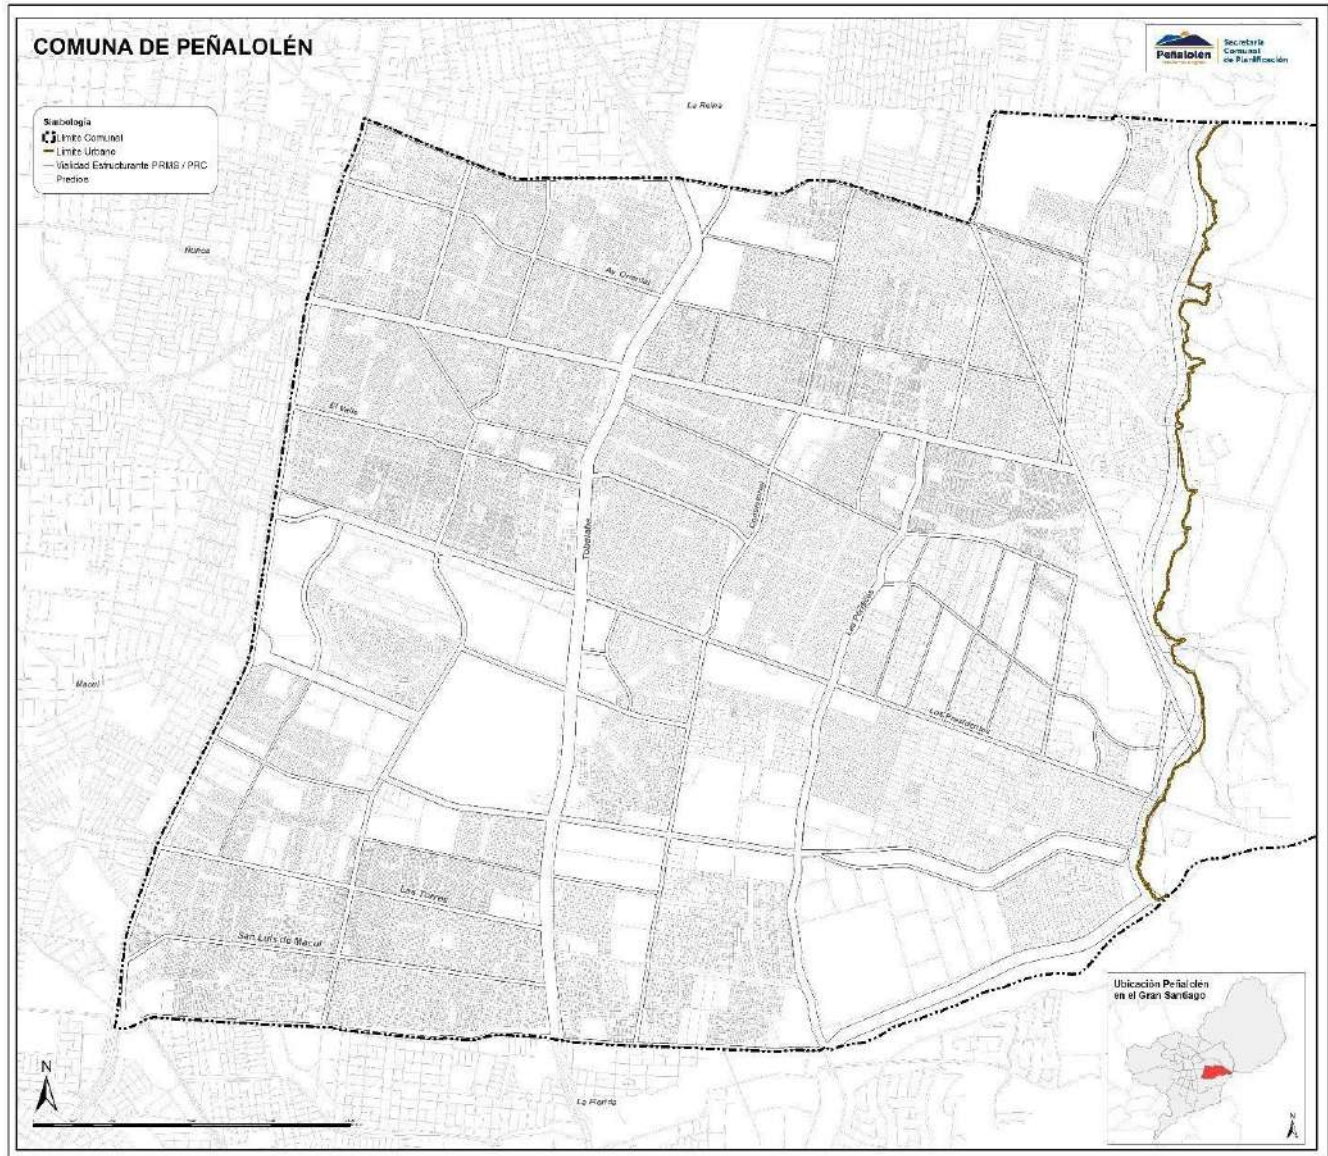 COMUNA DE PEÑALOLÉN
Peñalolén
Secretaría
Comunal
de Planificación
Simbología
Límite Comunal
Límite Urbano
Vialidad Estructurante PRMS / PRC
Predios
La Reina
Ñuñoa
Av. Oriental
El Valle
Tobalaba
Los Presidentes
Macul
Las Torres
San Luis de Macul
La Florida
N
Ubicación Peñalolén
en el Gran Santiago
N